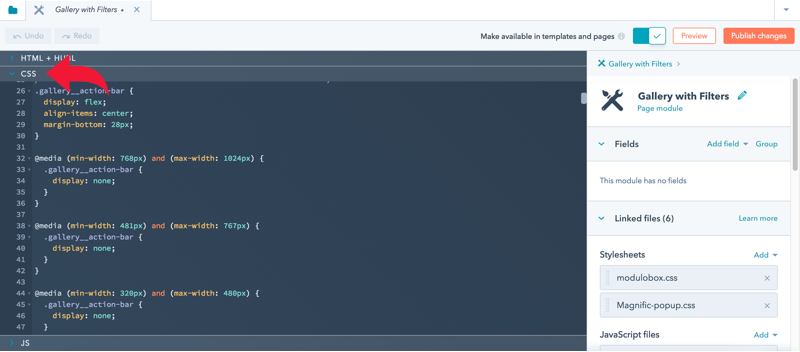 Gallery with Filters
Undo Redo Make available in templates and pages Preview Publish changes
HTML + HUBL
CSS
26 .gallery__action-bar {
27 display: flex;
28 align-items: center;
29 margin-bottom: 28px;
30 }
31
32 @media (min-width: 768px) and (max-width: 1024px) {
33 .gallery__action-bar {
34 display: none;
35 }
36 }
37
38 @media (min-width: 481px) and (max-width: 767px) {
39 .gallery__action-bar {
40 display: none;
41 }
42 }
43
44 @media (min-width: 320px) and (max-width: 480px) {
45 .gallery__action-bar {
46 display: none;
47 }
JS
Gallery with Filters
Gallery with Filters
Page module
Fields Add field Group
This module has no fields
Linked files (6) Learn more
Stylesheets Add
modulobox.css
Magnific-popup.css
JavaScript files Add